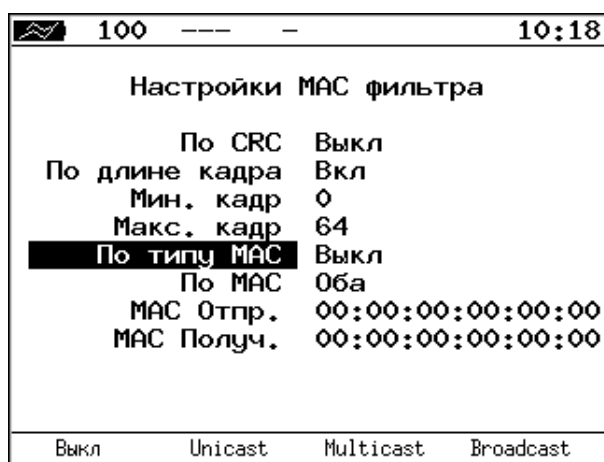 100 --- - 10:18
Настройки MAC фильтра
По CRC Выкл
По длине кадра Вкл
Мин. кадр 0
Макс. кадр 64
По типу MAC Выкл
По MAC Оба
MAC Отпр. 00:00:00:00:00:00
MAC Получ. 00:00:00:00:00:00
Выкл Unicast Multicast Broadcast